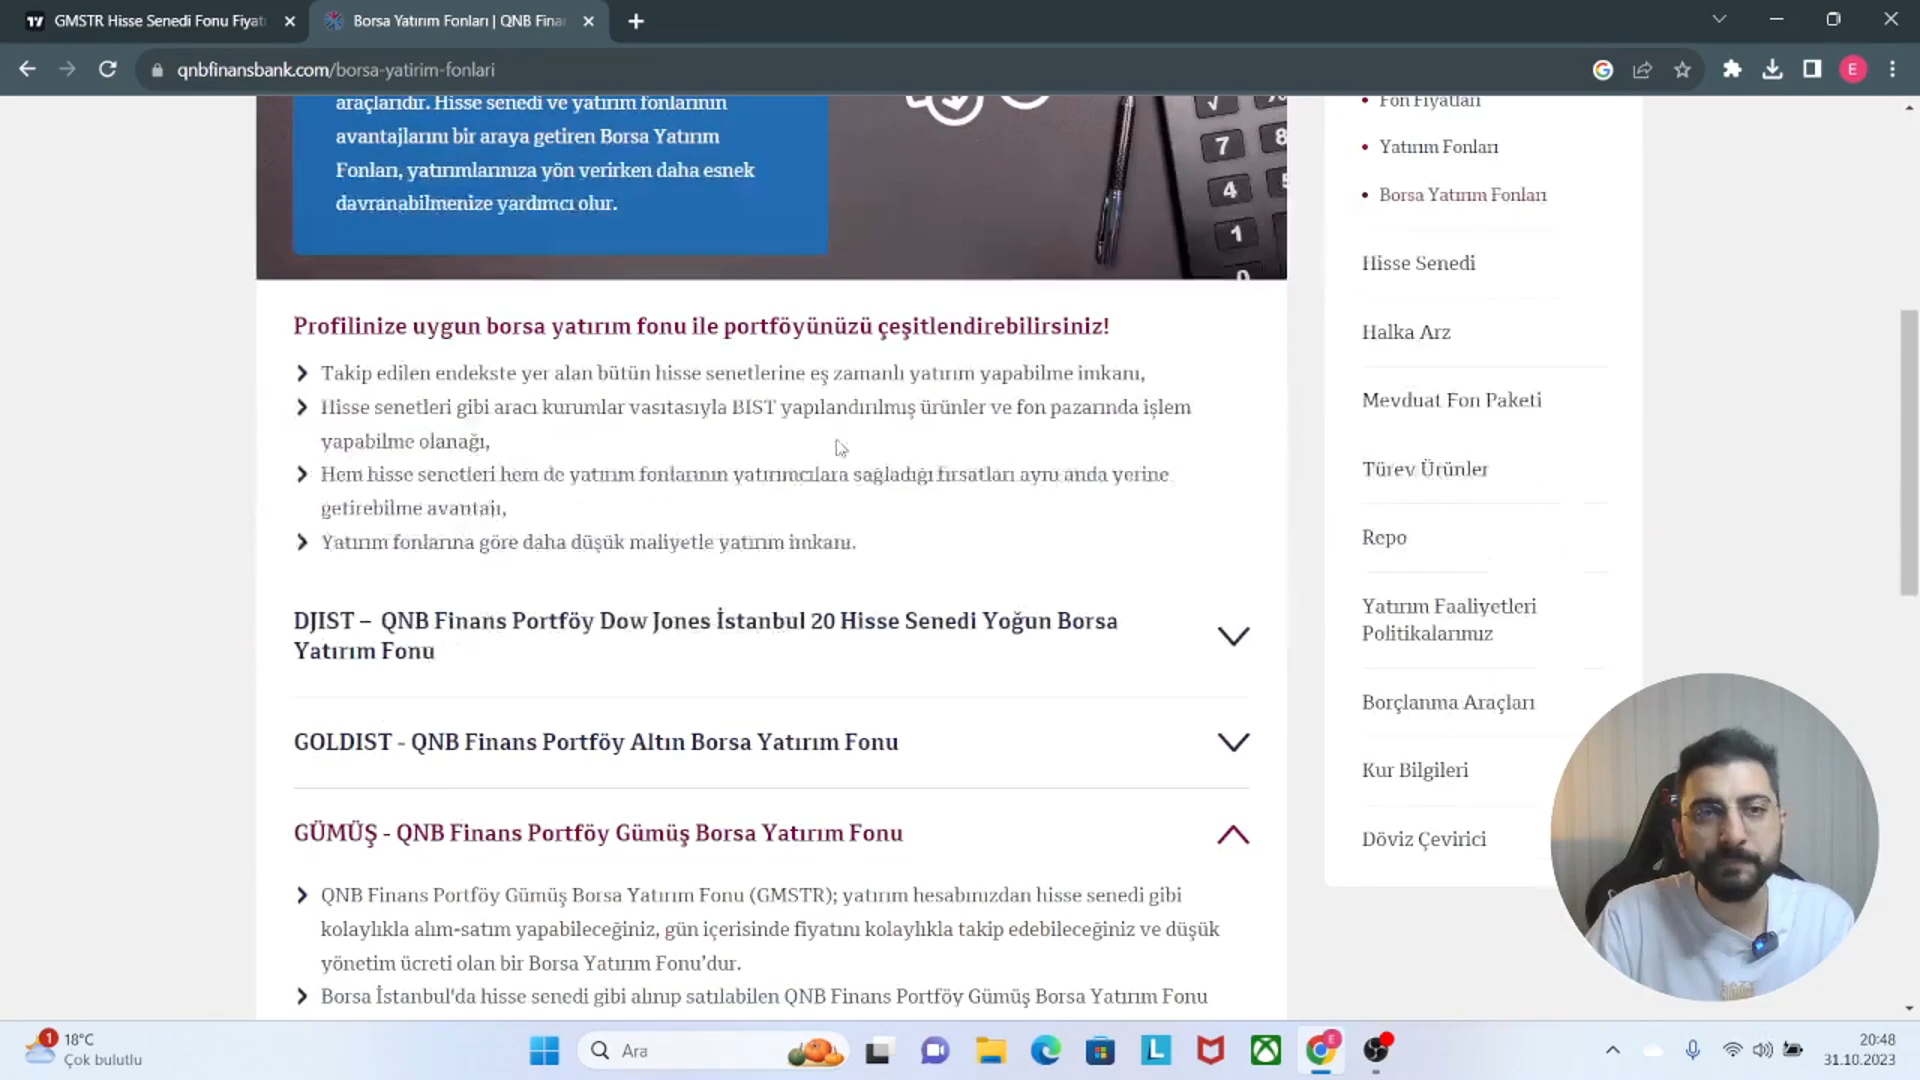 GMSTR Hisse Senedi Fonu Fiyat
Borsa Yatırım Fonları | QNB Fina
qnbfinansbank.com/borsa-yatirim-fonlari
E
araçlarıdır. Hisse senedi ve yatırım fonlarının
avantajlarını bir araya getiren Borsa Yatırım
Fonları, yatırımlarınıza yön verirken daha esnek
davranabilmenize yardımcı olur.
√ %
7 8
4 5
1
0
Profilinize uygun borsa yatırım fonu ile portföyünüzü çeşitlendirebilirsiniz!
Takip edilen endekste yer alan bütün hisse senetlerine eş zamanlı yatırım yapabilme imkanı,
Hisse senetleri gibi aracı kurumlar vasıtasıyla BIST yapılandırılmış ürünler ve fon pazarında işlem
yapabilme olanağı,
Hem hisse senetleri hem de yatırım fonlarının yatırımcılara sağladığı fırsatları aynı anda yerine
getirebilme avantajı,
Yatırım fonlarına göre daha düşük maliyetle yatırım imkanı.
DJIST – QNB Finans Portföy Dow Jones İstanbul 20 Hisse Senedi Yoğun Borsa
Yatırım Fonu
GOLDIST - QNB Finans Portföy Altın Borsa Yatırım Fonu
GÜMÜŞ - QNB Finans Portföy Gümüş Borsa Yatırım Fonu
QNB Finans Portföy Gümüş Borsa Yatırım Fonu (GMSTR); yatırım hesabınızdan hisse senedi gibi
kolaylıkla alım-satım yapabileceğiniz, gün içerisinde fiyatını kolaylıkla takip edebileceğiniz ve düşük
yönetim ücreti olan bir Borsa Yatırım Fonu’dur.
Borsa İstanbul'da hisse senedi gibi alınıp satılabilen QNB Finans Portföy Gümüş Borsa Yatırım Fonu
Fon Fiyatları
Yatırım Fonları
Borsa Yatırım Fonları
Hisse Senedi
Halka Arz
Mevduat Fon Paketi
Türev Ürünler
Repo
Yatırım Faaliyetleri
Politikalarımız
Borçlanma Araçları
Kur Bilgileri
Döviz Çevirici
LAZY
1
18°C
Çok bulutlu
Ara
L
E
20:48
31.10.2023